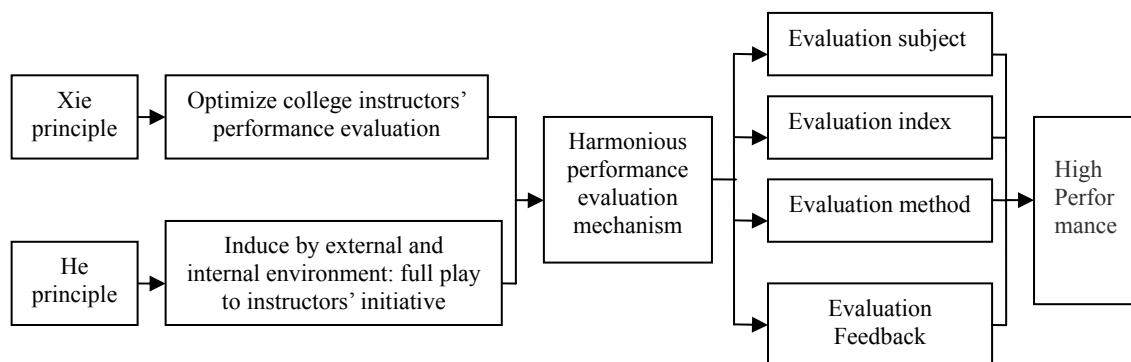 Xie
principle
Optimize college instructors’
performance evaluation
He
principle
Induce by external and
internal environment: full play
to instructors’ initiative
Harmonious
performance
evaluation
mechanism
Evaluation subject
Evaluation index
Evaluation method
Evaluation
Feedback
High
Perfor
mance